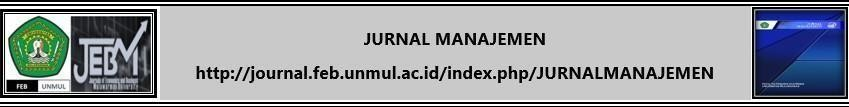 JURNAL MANAJEMEN
http://journal.feb.unmul.ac.id/index.php/JURNALMANAJEMEN
JEBM
FEB UNMUL